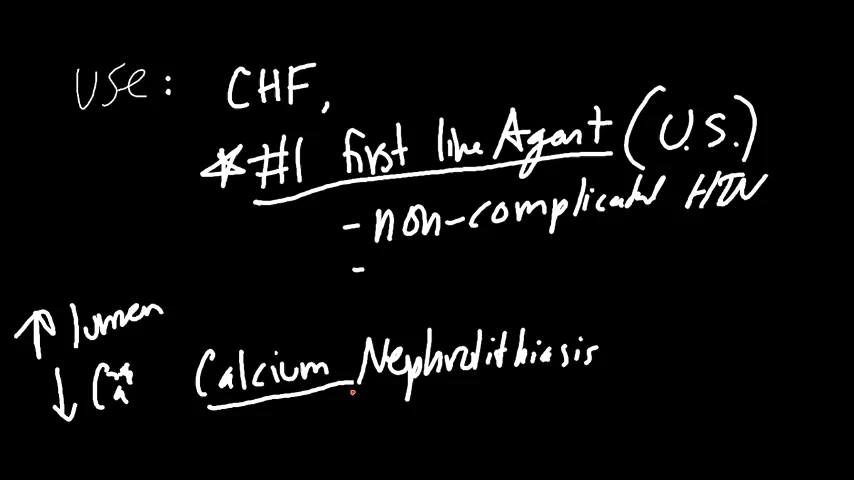 use: CHF,
*#1 first line Agent (U.S.)
- non-complicated HTN
-
↑ lumen
↓ Ca++
Calcium Nephrolithiasis